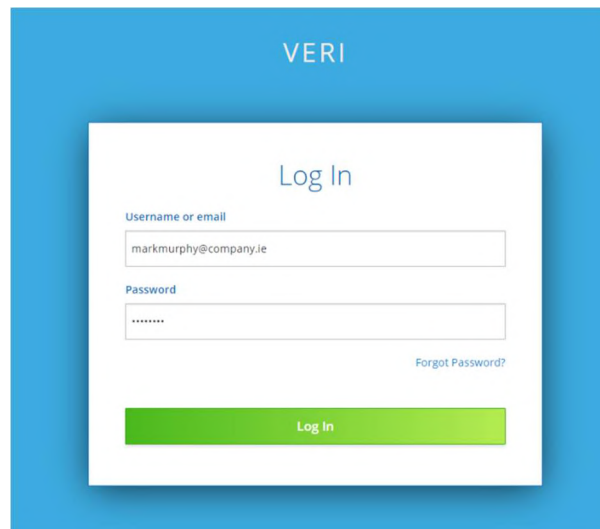 VERI
Log In
Username or email
markmurphy@company.ie
Password
••••••••
Forgot Password?
Log In